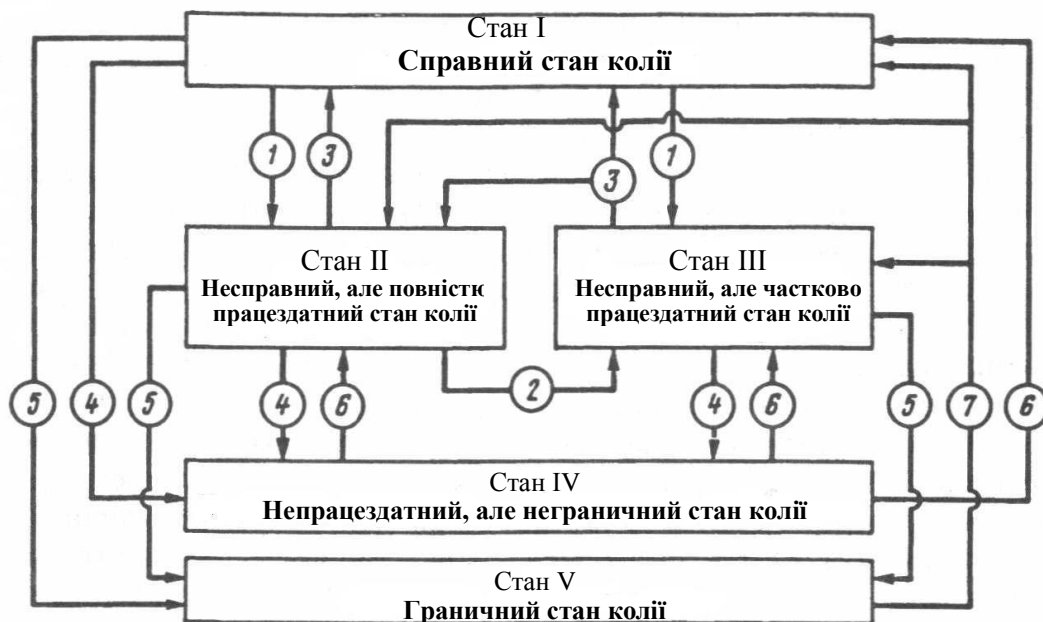 Стан I
Справний стан колії
1
3
3
1
Стан II
Несправний, але повністю
працездатний стан колії
Стан III
Несправний, але частково
працездатний стан колії
5
4
5
4
6
2
4
6
5
7
6
Стан IV
Непрацездатний, але неграничний стан колії
Стан V
Граничний стан колії